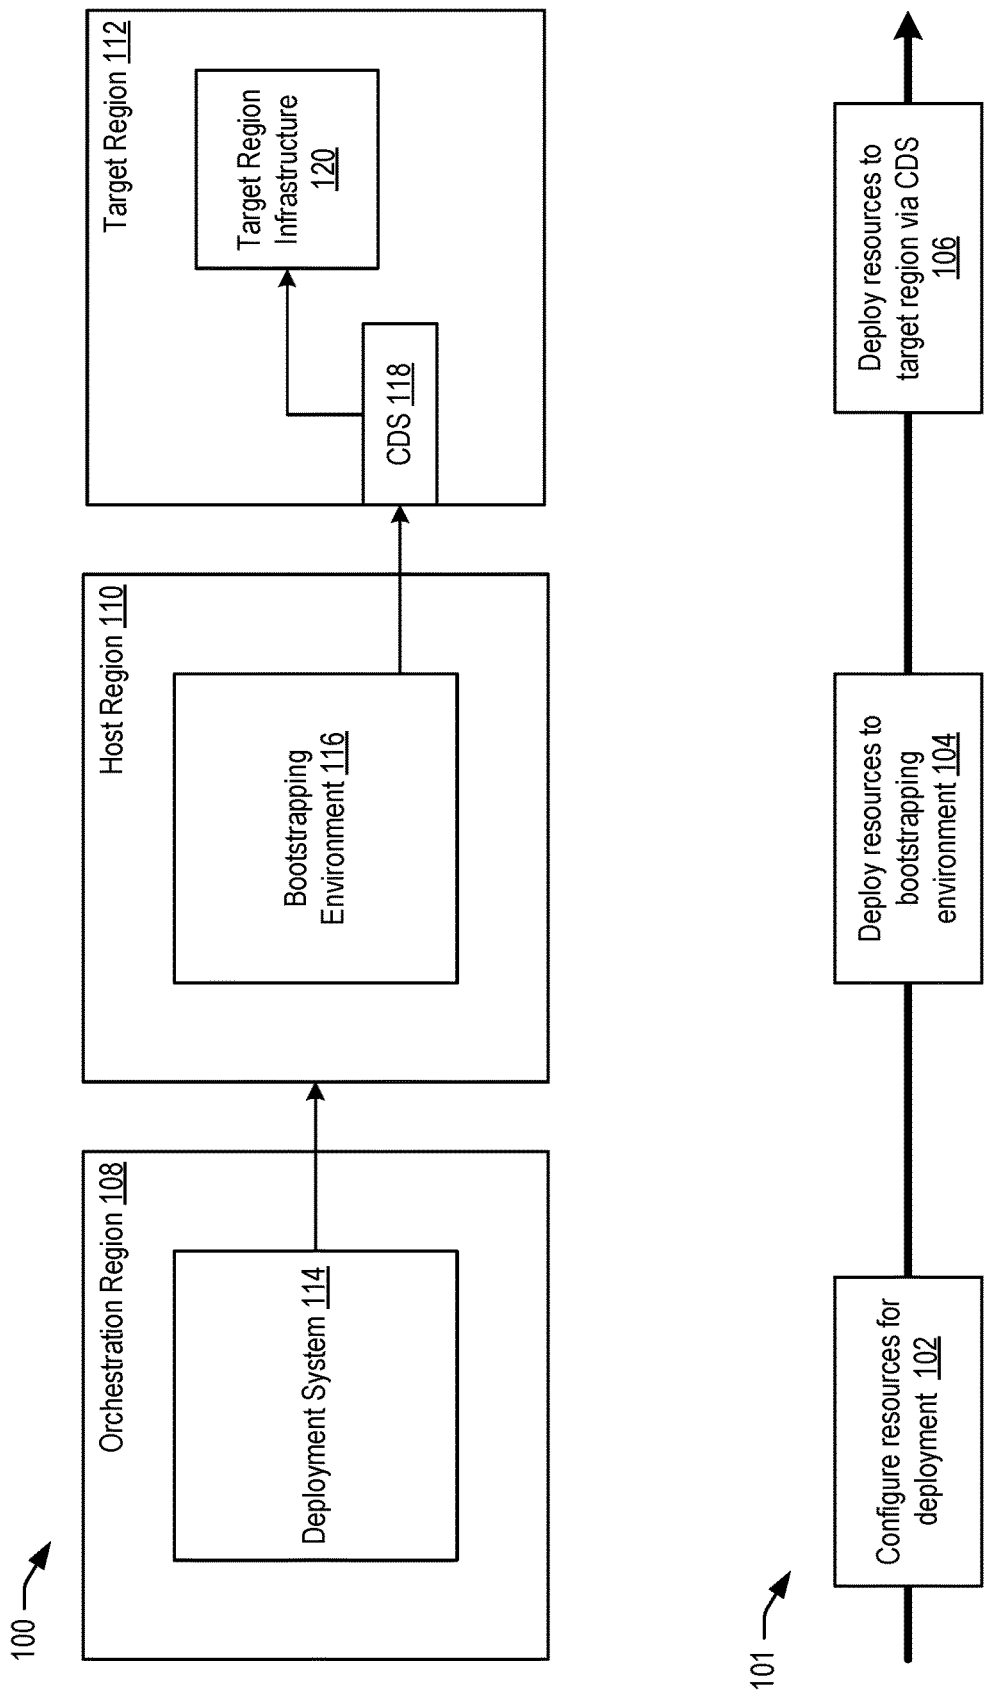 100
Orchestration Region 108
Deployment System 114
Host Region 110
Bootstrapping
Environment 116
Target Region 112
CDS 118
Target Region
Infrastructure
120
101
Configure resources for
deployment 102
Deploy resources to
bootstrapping
environment 104
Deploy resources to
target region via CDS
106